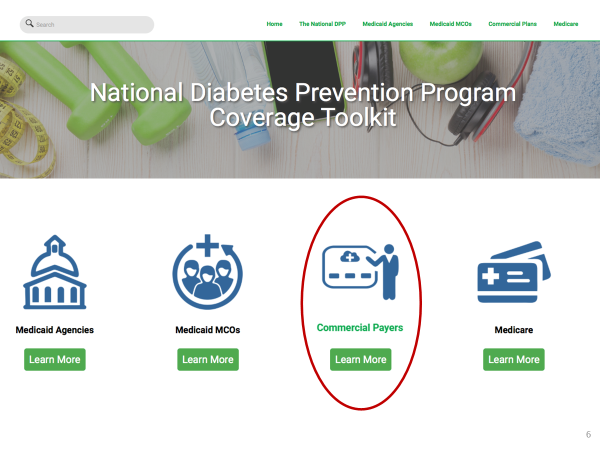 Search
Home
The National DPP
Medicaid Agencies
Medicaid MCOs
Commercial Plans
Medicare
National Diabetes Prevention Program
Coverage Toolkit
Medicaid Agencies
Learn More
Medicaid MCOs
Learn More
Commercial Payers
Learn More
Medicare
Learn More
6